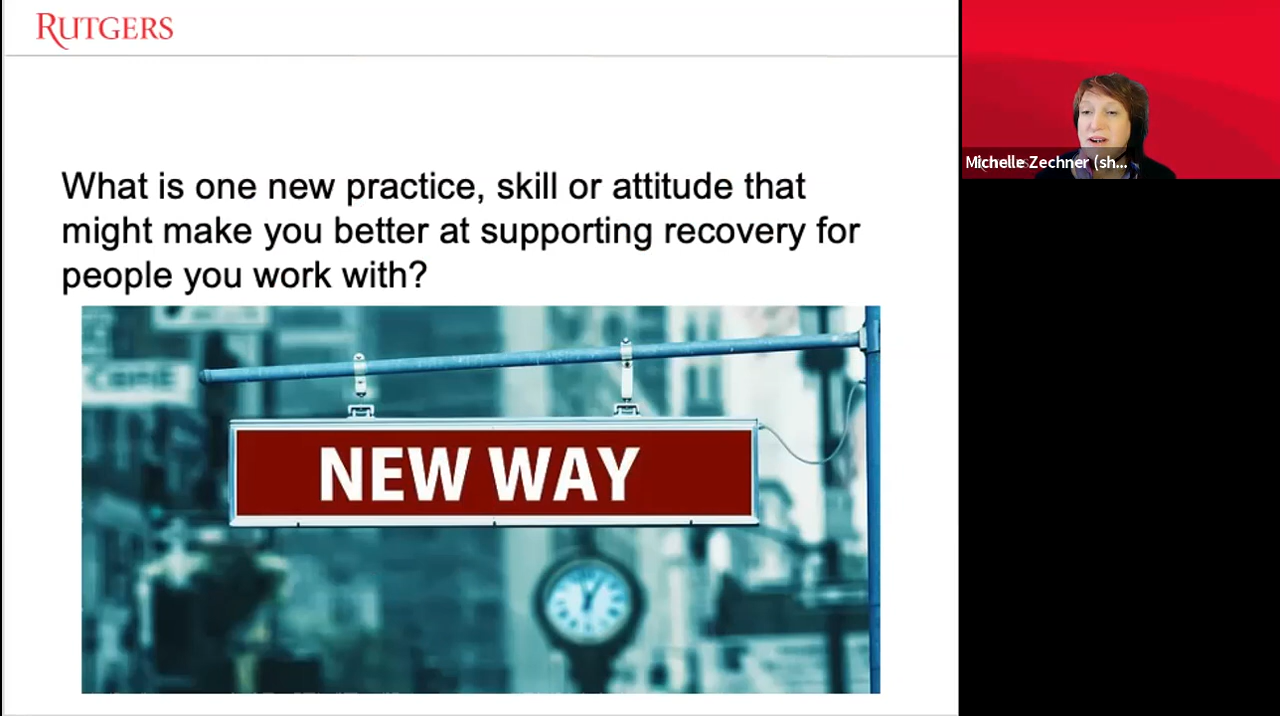 RUTGERS
What is one new practice, skill or attitude that
might make you better at supporting recovery for
people you work with?
NEW WAY
Michelle Zechner (sh...